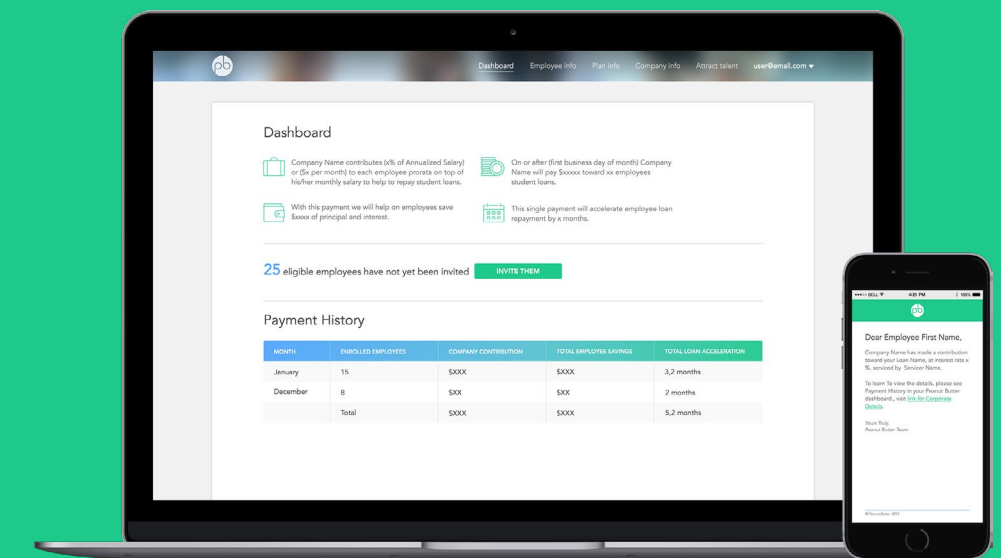 pb
Dashboard Employee info Plan info Company info Attract talent user@email.com
Dashboard
Company Name contributes (x% of Annualized Salary)
or ($x per month) to each employee prorata on top of
his/her monthly salary to help to repay student loans.
On or after (first business day of month) Company
Name will pay $xxxxx toward xx employees
student loans.
With this payment we will help on employees save
$xxxx of principal and interest.
This single payment will accelerate employee loan
repayment by x months.
25 eligible employees have not yet been invited
INVITE THEM
Payment History
MONTH ENROLLED EMPLOYEES COMPANY CONTRIBUTION TOTAL EMPLOYEE SAVINGS TOTAL LOAN ACCELERATION
January 15 $XXX $XXX 3,2 months
December 8 $XX $XX 2 months
Total $XXX $XXX 5,2 months
BELL PM 100%
pb
Dear Employee First Name,
Company Name has made a contribution
toward your Loan Name, at interest rate x
%, serviced by Servicer Name.
To learn To view the details, please see
Payment History in your Peanut Butter
dashboard., visit link for Corporate
Details.
Yours Truly,
Peanut Butter Team
© Peanut Butter